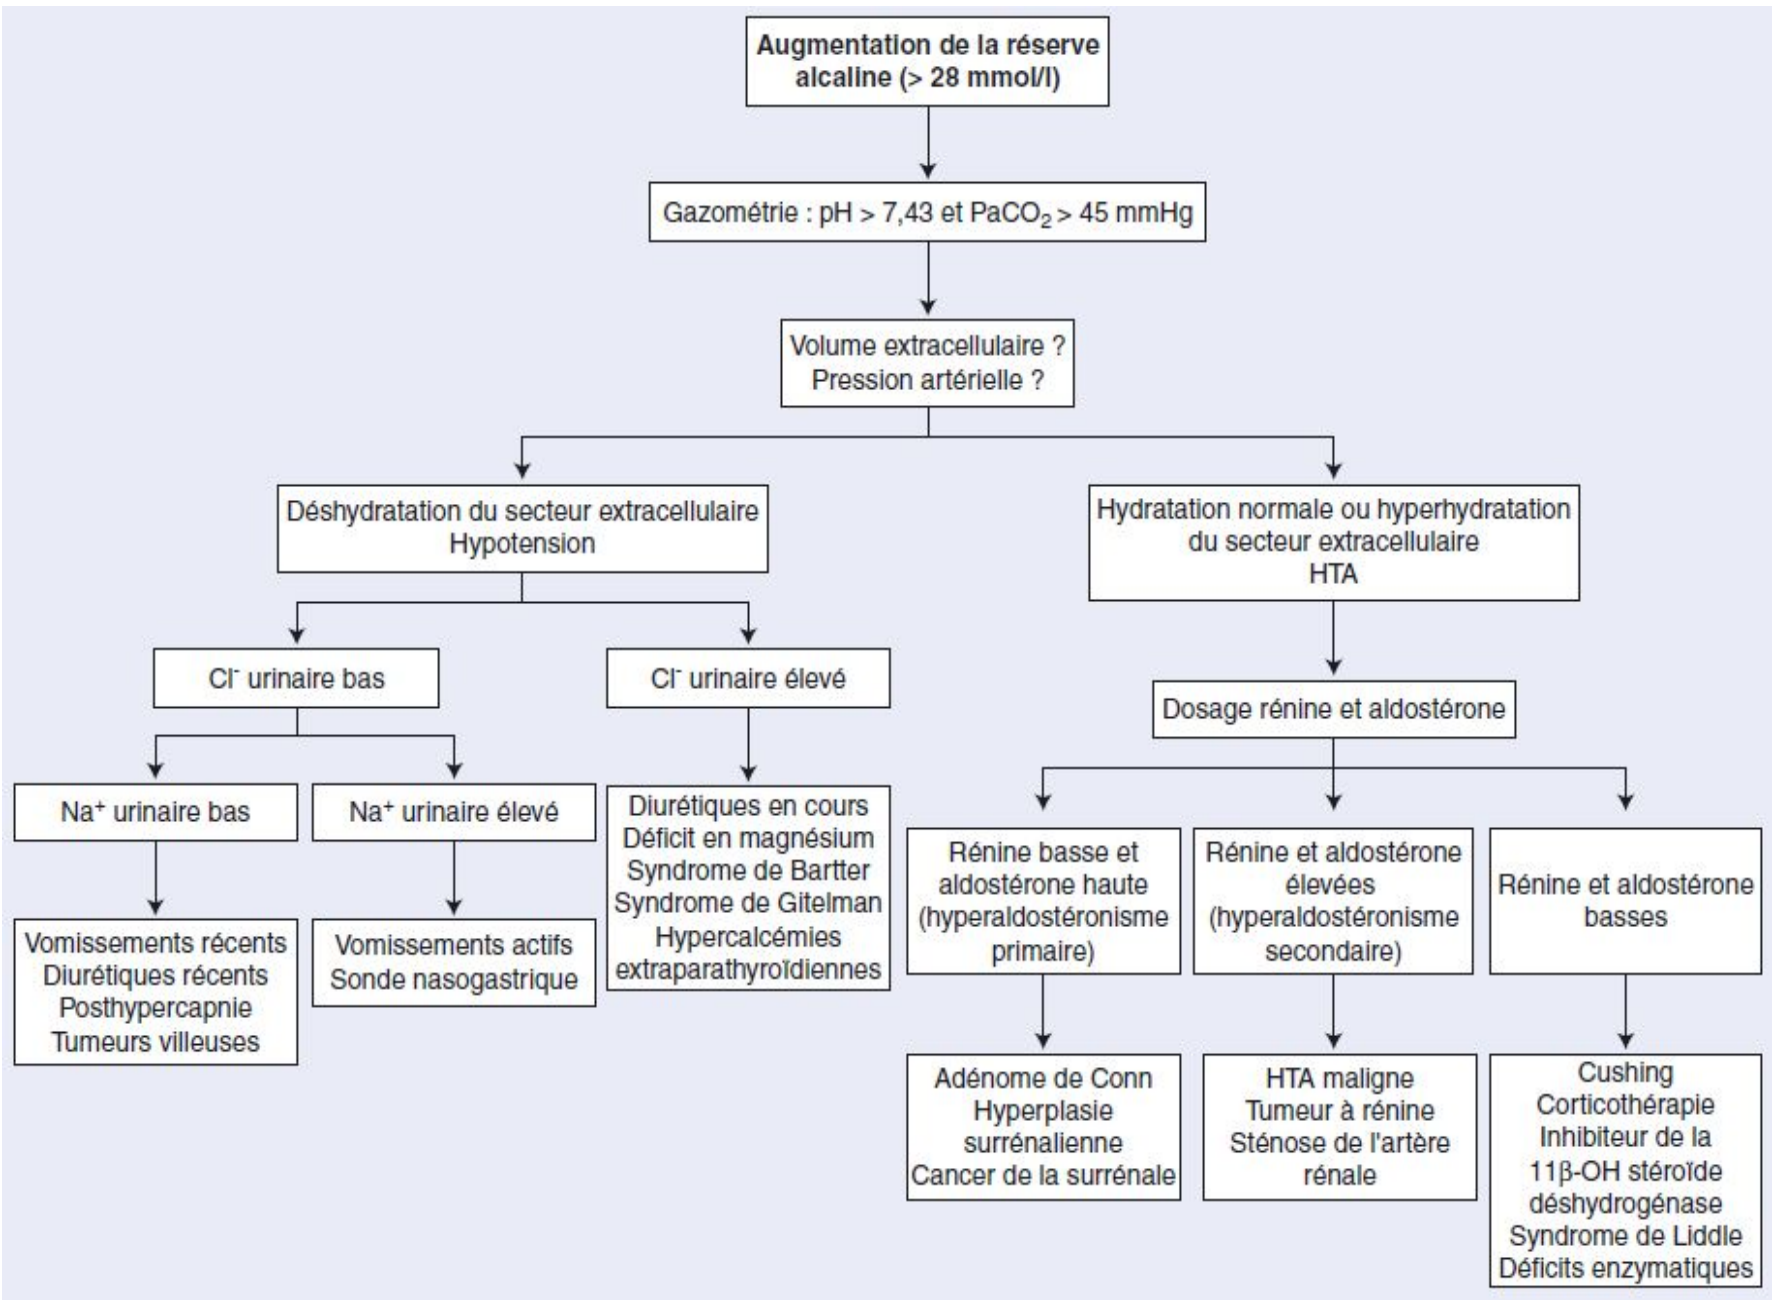 Augmentation de la réserve
alcaline (> 28 mmol/l)
Gazométrie : pH > 7,43 et PaCO₂ > 45 mmHg
Volume extracellulaire ?
Pression artérielle ?
Déshydratation du secteur extracellulaire
Hypotension
Hydratation normale ou hyperhydratation
du secteur extracellulaire
HTA
Cl⁻ urinaire bas
Cl⁻ urinaire élevé
Dosage rénine et aldostérone
Na⁺ urinaire bas
Na⁺ urinaire élevé
Diurétiques en cours
Déficit en magnésium
Syndrome de Bartter
Syndrome de Gitelman
Hypercalcémies
extraparathyroïdiennes
Rénine basse et
aldostérone haute
(hyperaldostéronisme
primaire)
Rénine et aldostérone
élevées
(hyperaldostéronisme
secondaire)
Rénine et aldostérone
basses
Vomissements récents
Diurétiques récents
Posthypercapnie
Tumeurs villeuses
Vomissements actifs
Sonde nasogastrique
Adénome de Conn
Hyperplasie
surrénalienne
Cancer de la surrénale
HTA maligne
Tumeur à rénine
Sténose de l'artère
rénale
Cushing
Corticothérapie
Inhibiteur de la
11β-OH stéroïde
déshydrogénase
Syndrome de Liddle
Déficits enzymatiques